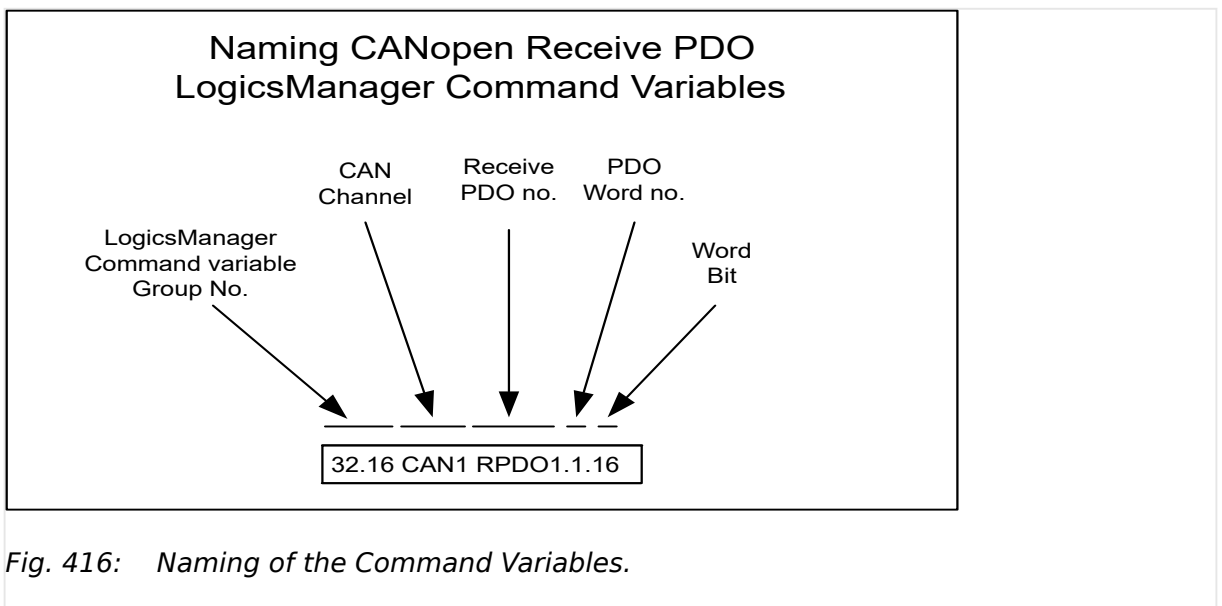 Naming CANopen Receive PDO
LogicsManager Command Variables
CAN
Channel
Receive
PDO no.
PDO
Word no.
LogicsManager
Command variable
Group No.
Word
Bit
32.16 CAN1 RPDO1.1.16
Fig. 416: Naming of the Command Variables.